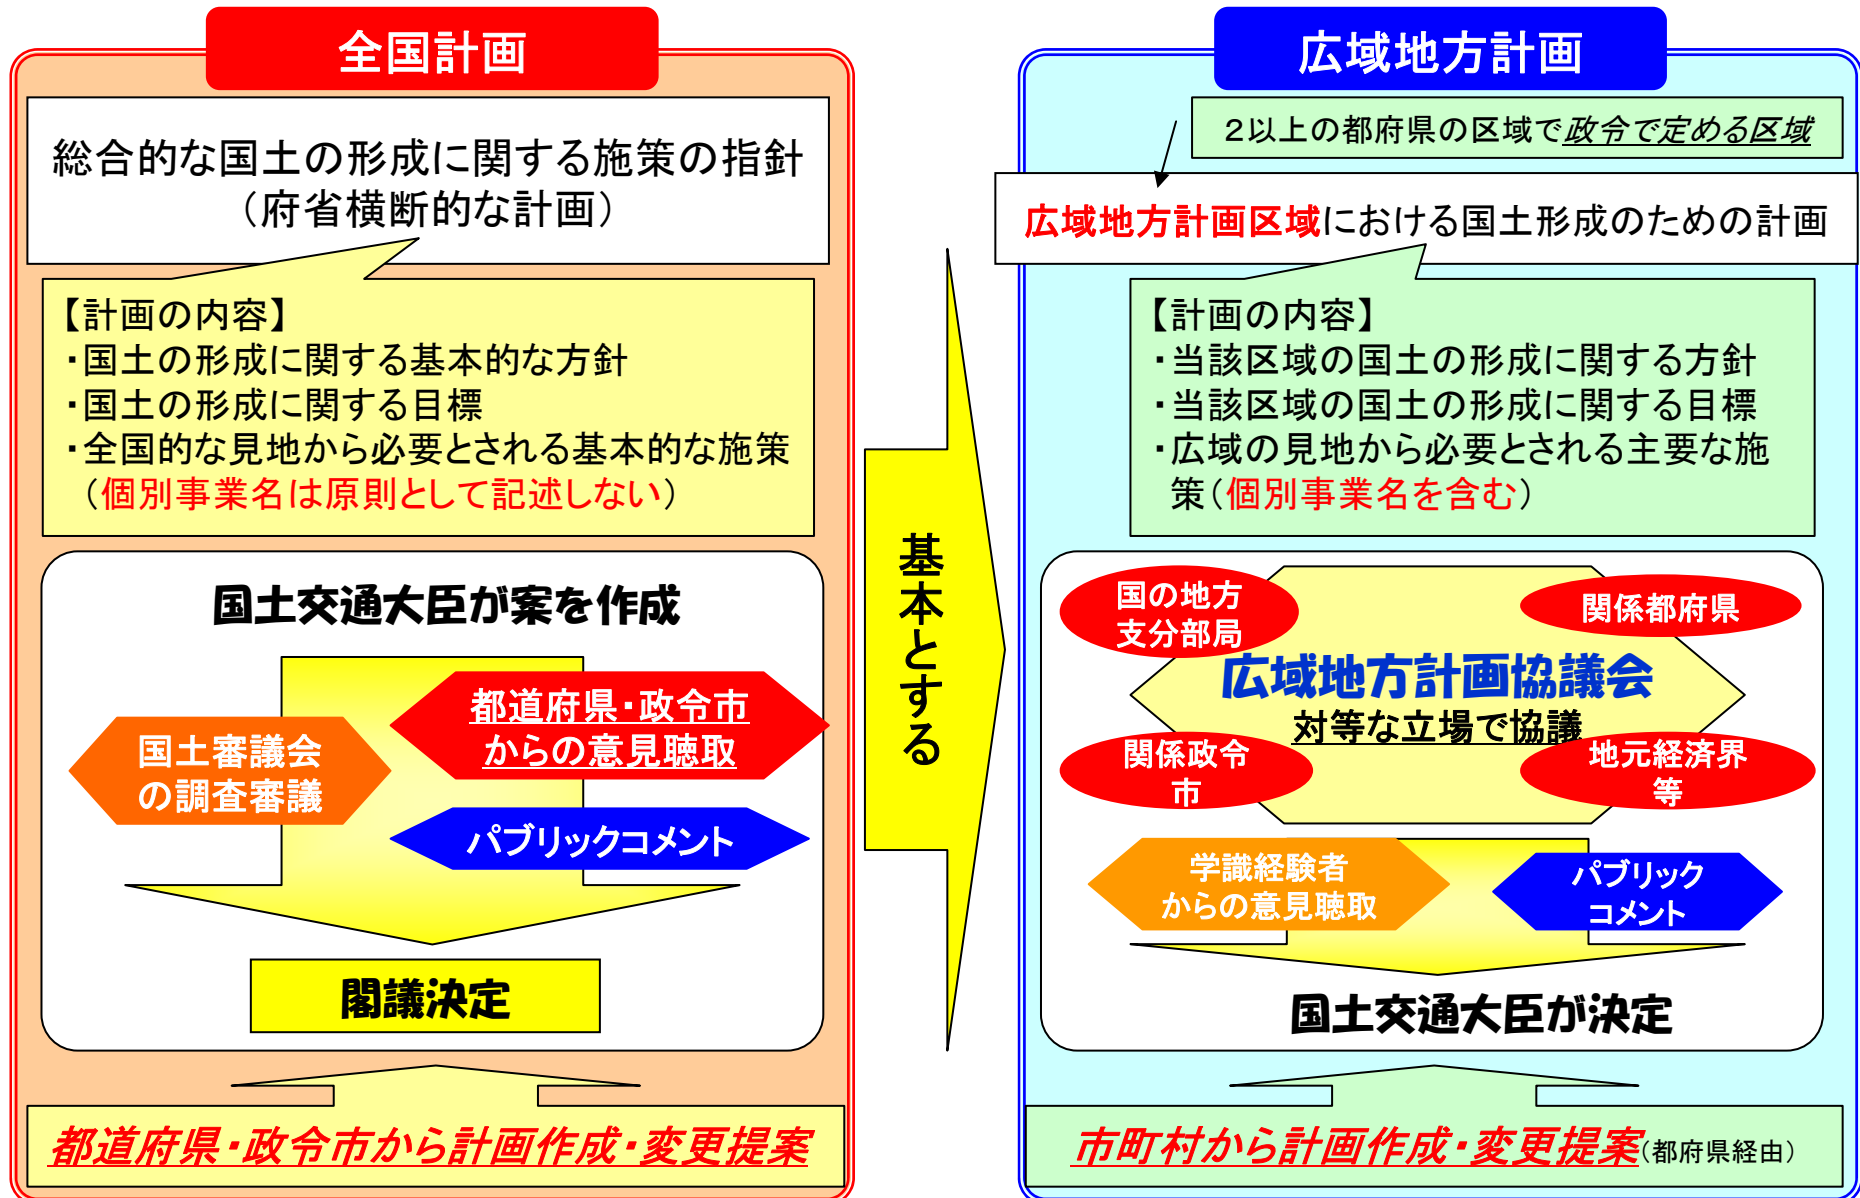 全国計画
総合的な国土の形成に関する施策の指針
（府省横断的な計画）
【計画の内容】
・国土の形成に関する基本的な方針
・国土の形成に関する目標
・全国的な見地から必要とされる基本的な施策
（個別事業名は原則として記述しない）
国土交通大臣が案を作成
都道府県・政令市
からの意見聴取
国土審議会
の調査審議
パブリックコメント
閣議決定
都道府県・政令市から計画作成・変更提案
基本とする
広域地方計画
２以上の都府県の区域で政令で定める区域
広域地方計画区域における国土形成のための計画
【計画の内容】
・当該区域の国土の形成に関する方針
・当該区域の国土の形成に関する目標
・広域の見地から必要とされる主要な施
策（個別事業名を含む）
国の地方
支分部局
関係都府県
広域地方計画協議会
対等な立場で協議
関係政令
市
地元経済界
等
学識経験者
からの意見聴取
パブリック
コメント
国土交通大臣が決定
市町村から計画作成・変更提案（都府県経由）